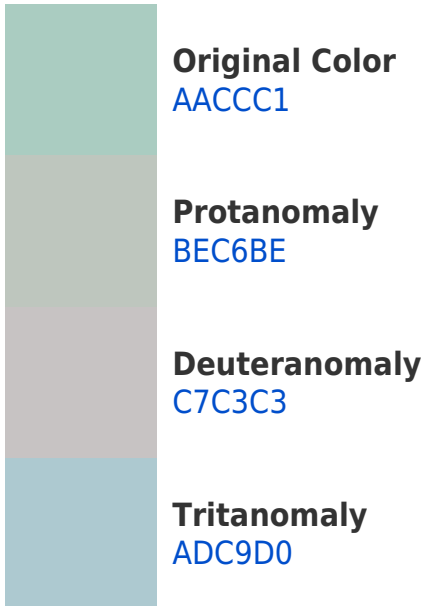 Original Color
AACCC1
Protanomaly
BEC6BE
Deuteranomaly
C7C3C3
Tritanomaly
ADC9D0